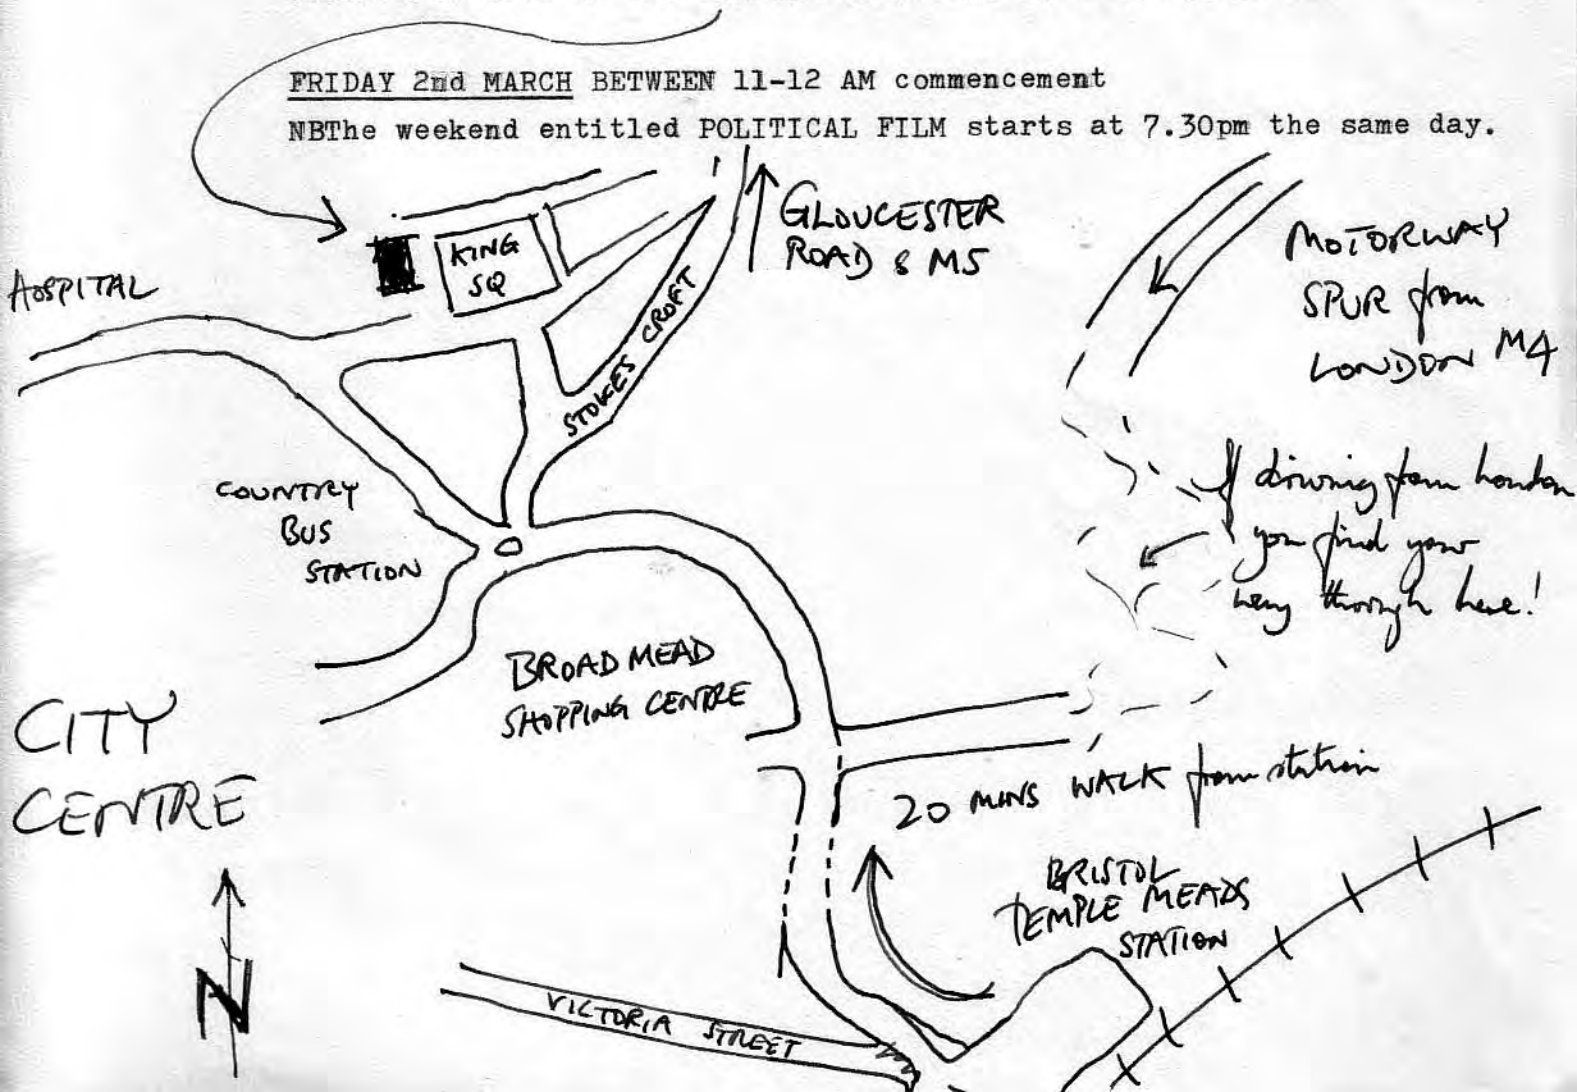 FRIDAY 2nd MARCH BETWEEN 11-12 AM commencement
NBThe weekend entitled POLITICAL FILM starts at 7.30pm the same day.
GLOUCESTER
ROAD & M5
MOTORWAY
SPUR from
LONDON M4
KING
SQ
HOSPITAL
STOKES CROFT
COUNTRY
BUS
STATION
If driving from London
you find your
way through here!
BROADMEAD
SHOPPING CENTRE
CITY
CENTRE
20 MINS WALK from station
BRISTOL
TEMPLE MEADS
STATION
N
VICTORIA STREET